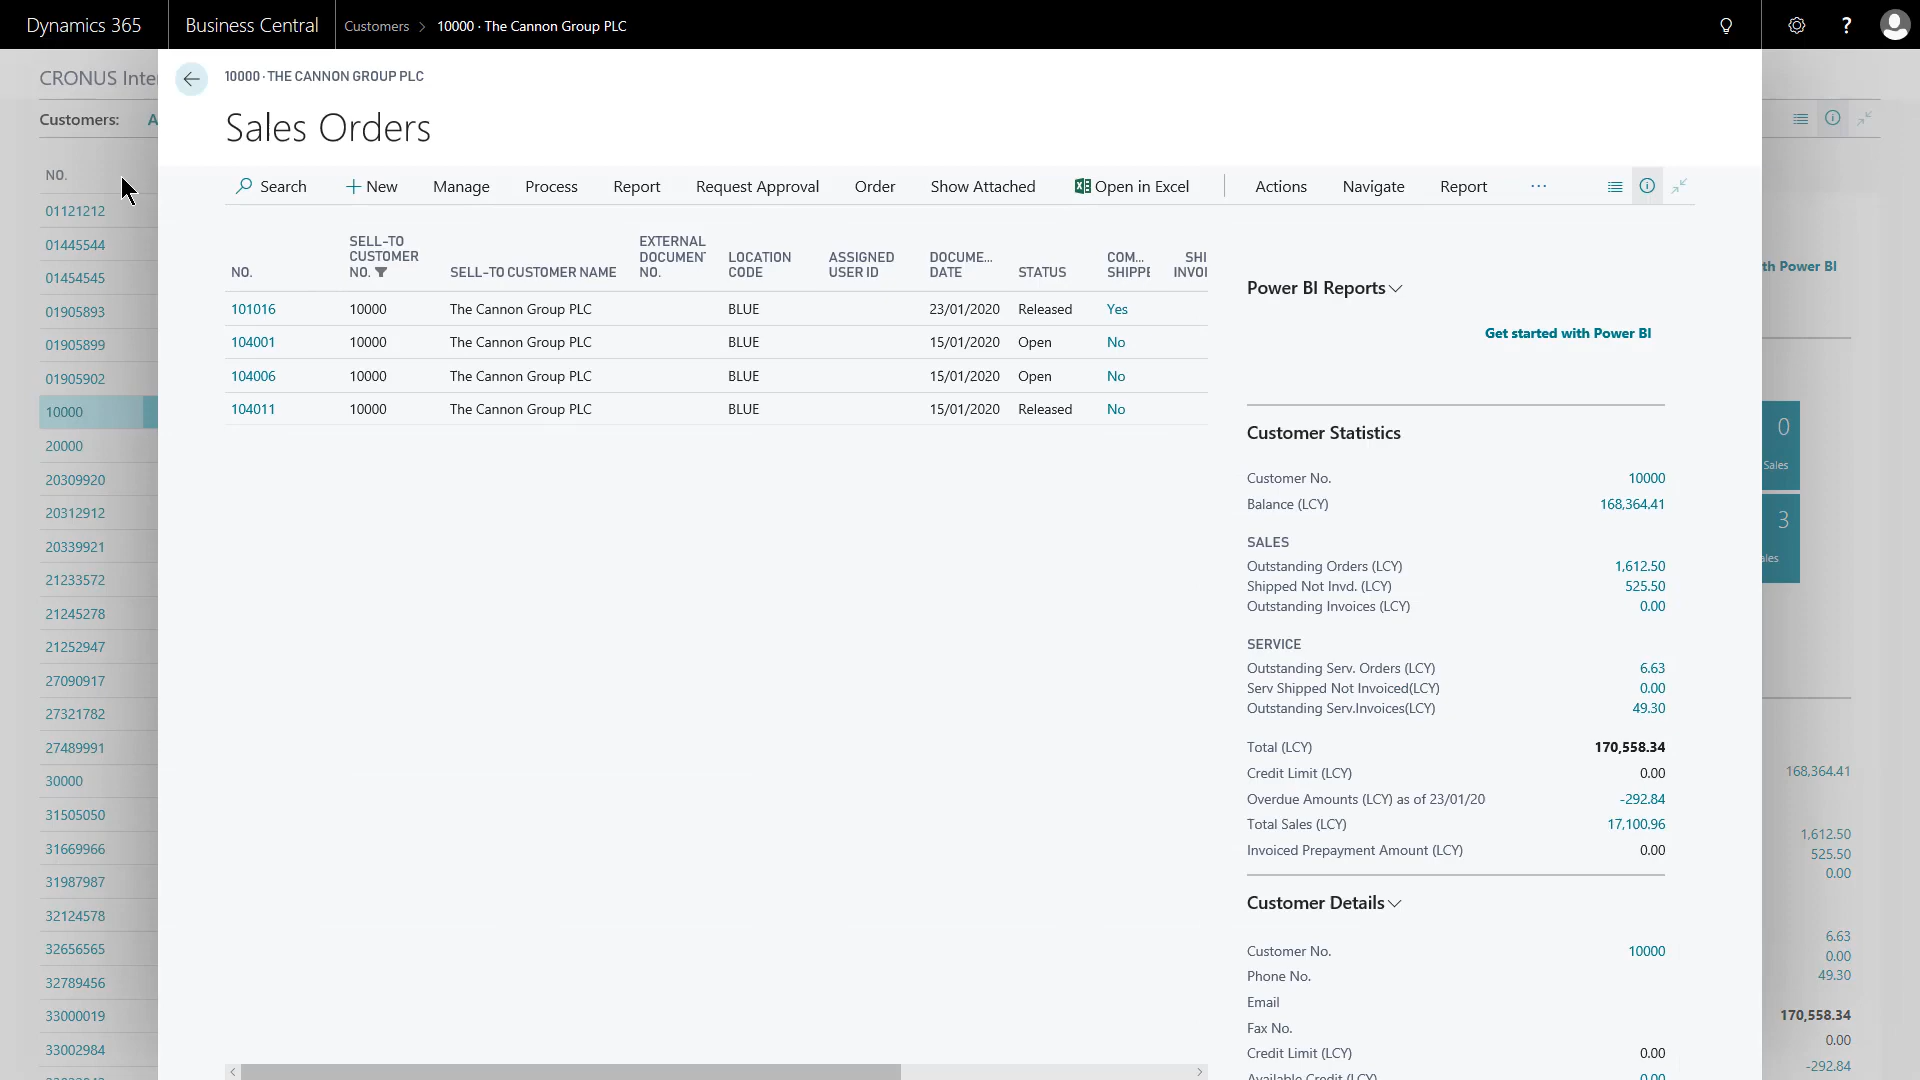 Dynamics 365
Business Central
Customers > 10000 · The Cannon Group PLC
?
CRONUS Inte
Customers: A
NO.
01121212
01445544
01454545
01905893
01905899
01905902
10000
20000
20309920
20312912
20339921
21233572
21245278
21252947
27090917
27321782
27489991
30000
31505050
31669966
31987987
32124578
32656565
32789456
33000019
33002984
10000 · THE CANNON GROUP PLC
Sales Orders
Search + New Manage Process Report Request Approval Order Show Attached Open in Excel Actions Navigate Report ...
NO. SELL-TO CUSTOMER NO. SELL-TO CUSTOMER NAME EXTERNAL DOCUMENT NO. LOCATION CODE ASSIGNED USER ID DOCUME... DATE STATUS COM... SHIPPE SHI INVOI
101016 10000 The Cannon Group PLC BLUE 23/01/2020 Released Yes
104001 10000 The Cannon Group PLC BLUE 15/01/2020 Open No
104006 10000 The Cannon Group PLC BLUE 15/01/2020 Open No
104011 10000 The Cannon Group PLC BLUE 15/01/2020 Released No
Power BI Reports
Get started with Power BI
Customer Statistics
Customer No. 10000
Balance (LCY) 168,364.41
SALES
Outstanding Orders (LCY) 1,612.50
Shipped Not Invd. (LCY) 525.50
Outstanding Invoices (LCY) 0.00
SERVICE
Outstanding Serv. Orders (LCY) 6.63
Serv Shipped Not Invoiced(LCY) 0.00
Outstanding Serv.Invoices(LCY) 49.30
Total (LCY) 170,558.34
Credit Limit (LCY) 0.00
Overdue Amounts (LCY) as of 23/01/20 -292.84
Total Sales (LCY) 17,100.96
Invoiced Prepayment Amount (LCY) 0.00
Customer Details
Customer No. 10000
Phone No.
Email
Fax No.
Credit Limit (LCY) 0.00
Available Credit (LCY) 0.00
th Power BI
0
Sales
3
ales
168,364.41
1,612.50
525.50
0.00
6.63
0.00
49.30
170,558.34
0.00
-292.84